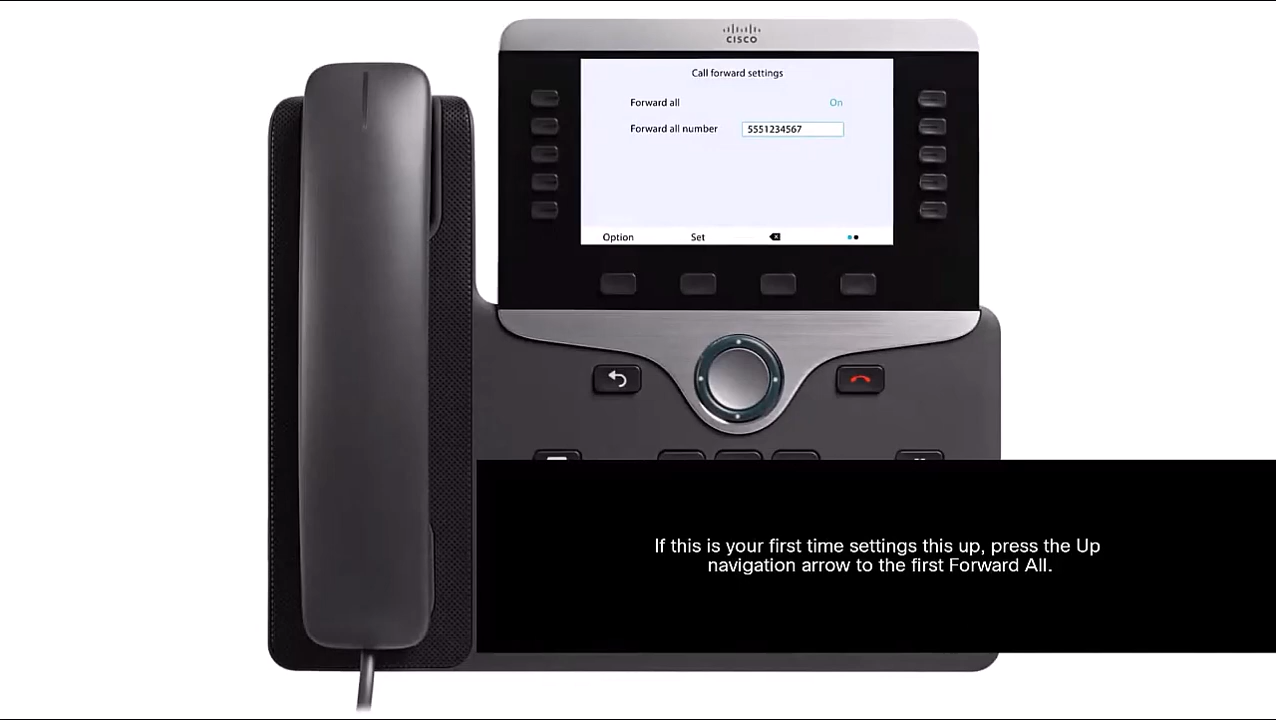 CISCO
Call forward settings
Forward all On
Forward all number 5551234567
Option Set
If this is your first time settings this up, press the Up
navigation arrow to the first Forward All.